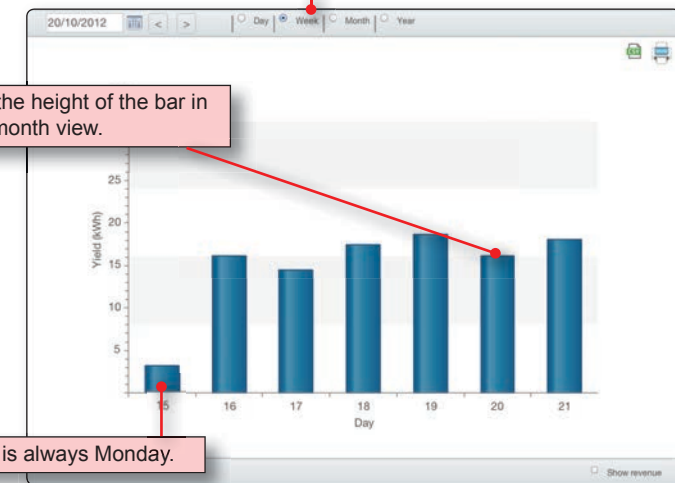 20/10/2012 < > Day Week Month Year
the height of the bar in
month view.
25
20
15
10
5
Yield (kWh)
15 16 17 18 19 20 21
Day
is always Monday.
Show revenue